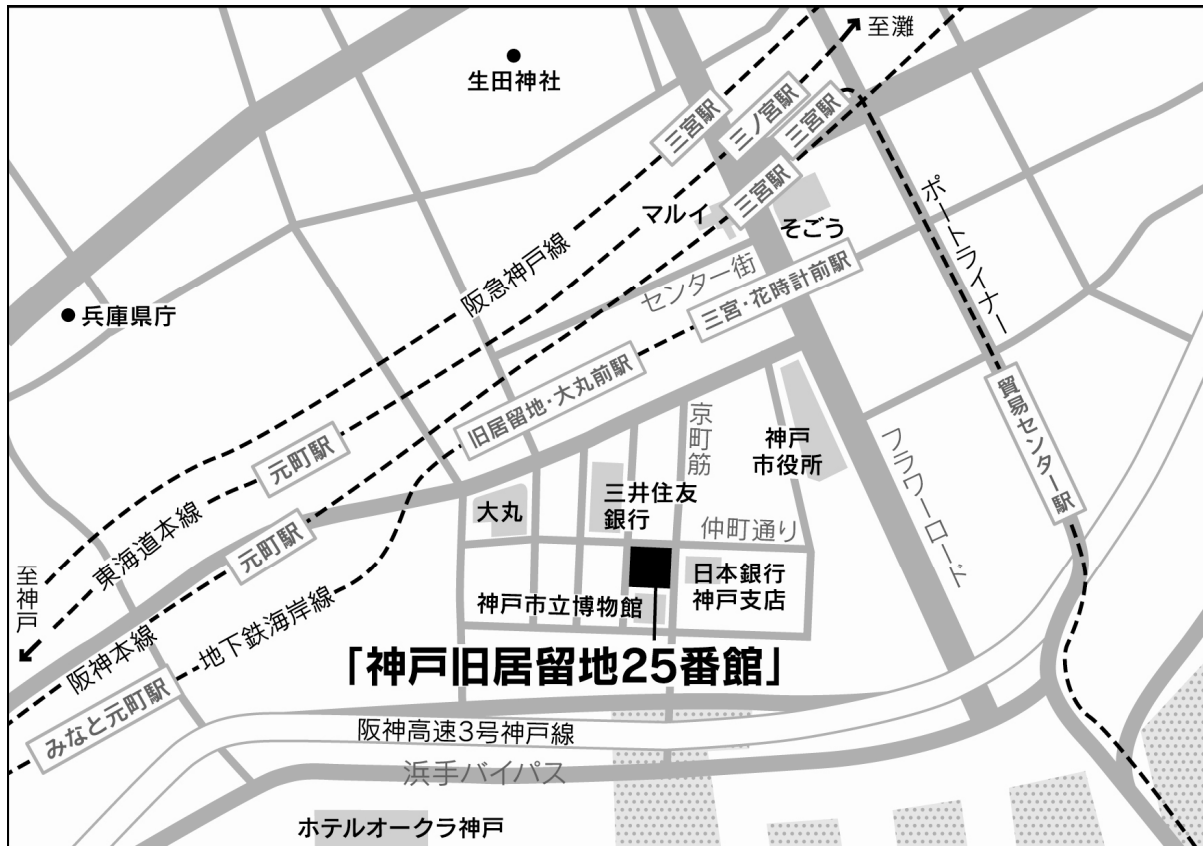 至灘
生田神社
三宮駅
三ノ宮駅
三宮駅
三宮駅
マルイ
そごう
ポートライナー
阪急神戸線
センター街
三宮・花時計前駅
兵庫県庁
旧居留地・大丸前駅
貿易センター駅
京町筋
神戸
市役所
フラワーロード
元町駅
大丸
三井住友
銀行
仲町通り
東海道本線
元町駅
至神戸
日本銀行
神戸支店
神戸市立博物館
地下鉄海岸線
阪神本線
「神戸旧居留地25番館」
みなと元町駅
阪神高速3号神戸線
浜手バイパス
ホテルオークラ神戸